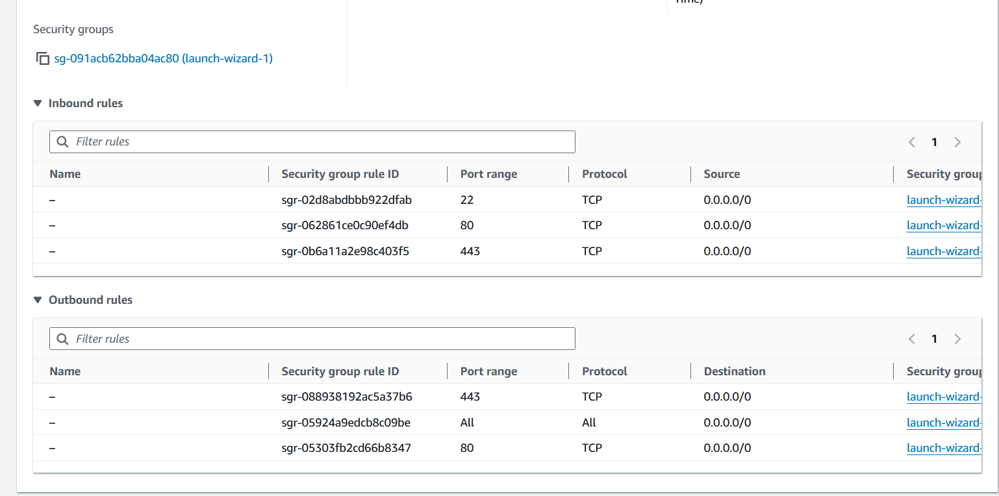 Time)
Security groups
sg-091acb62bba04ac80 (launch-wizard-1)
Inbound rules
Filter rules
1
Name Security group rule ID Port range Protocol Source Security group
– sgr-02d8abdbbb922dfab 22 TCP 0.0.0.0/0 launch-wizard-
– sgr-062861ce0c90ef4db 80 TCP 0.0.0.0/0 launch-wizard-
– sgr-0b6a11a2e98c403f5 443 TCP 0.0.0.0/0 launch-wizard-
Outbound rules
Filter rules
1
Name Security group rule ID Port range Protocol Destination Security group
– sgr-088938192ac5a37b6 443 TCP 0.0.0.0/0 launch-wizard-
– sgr-05924a9edcb8c09be All All 0.0.0.0/0 launch-wizard-
– sgr-05303fb2cd66b8347 80 TCP 0.0.0.0/0 launch-wizard-